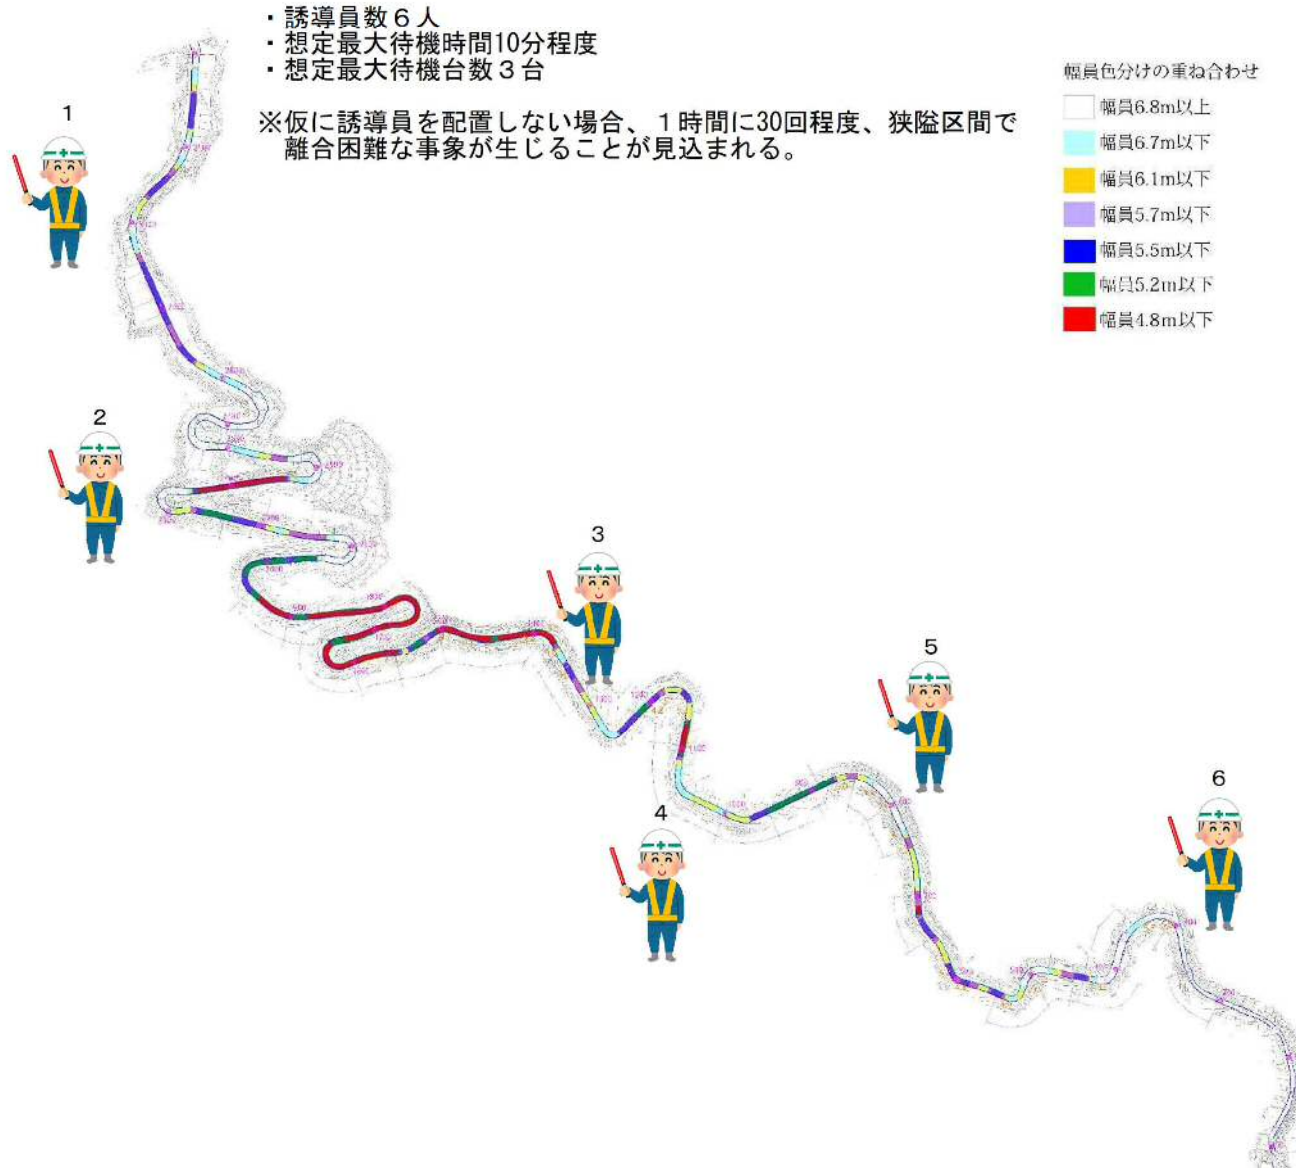 ・誘導員数６人
・想定最大待機時間10分程度
・想定最大待機台数３台
※仮に誘導員を配置しない場合、１時間に30回程度、狭隘区間で
離合困難な事象が生じることが見込まれる。
幅員色分けの重ね合わせ
幅員6.8m以上
幅員6.7m以下
幅員6.1m以下
幅員5.7m以下
幅員5.5m以下
幅員5.2m以下
幅員4.8m以下
1
2
3
4
5
6